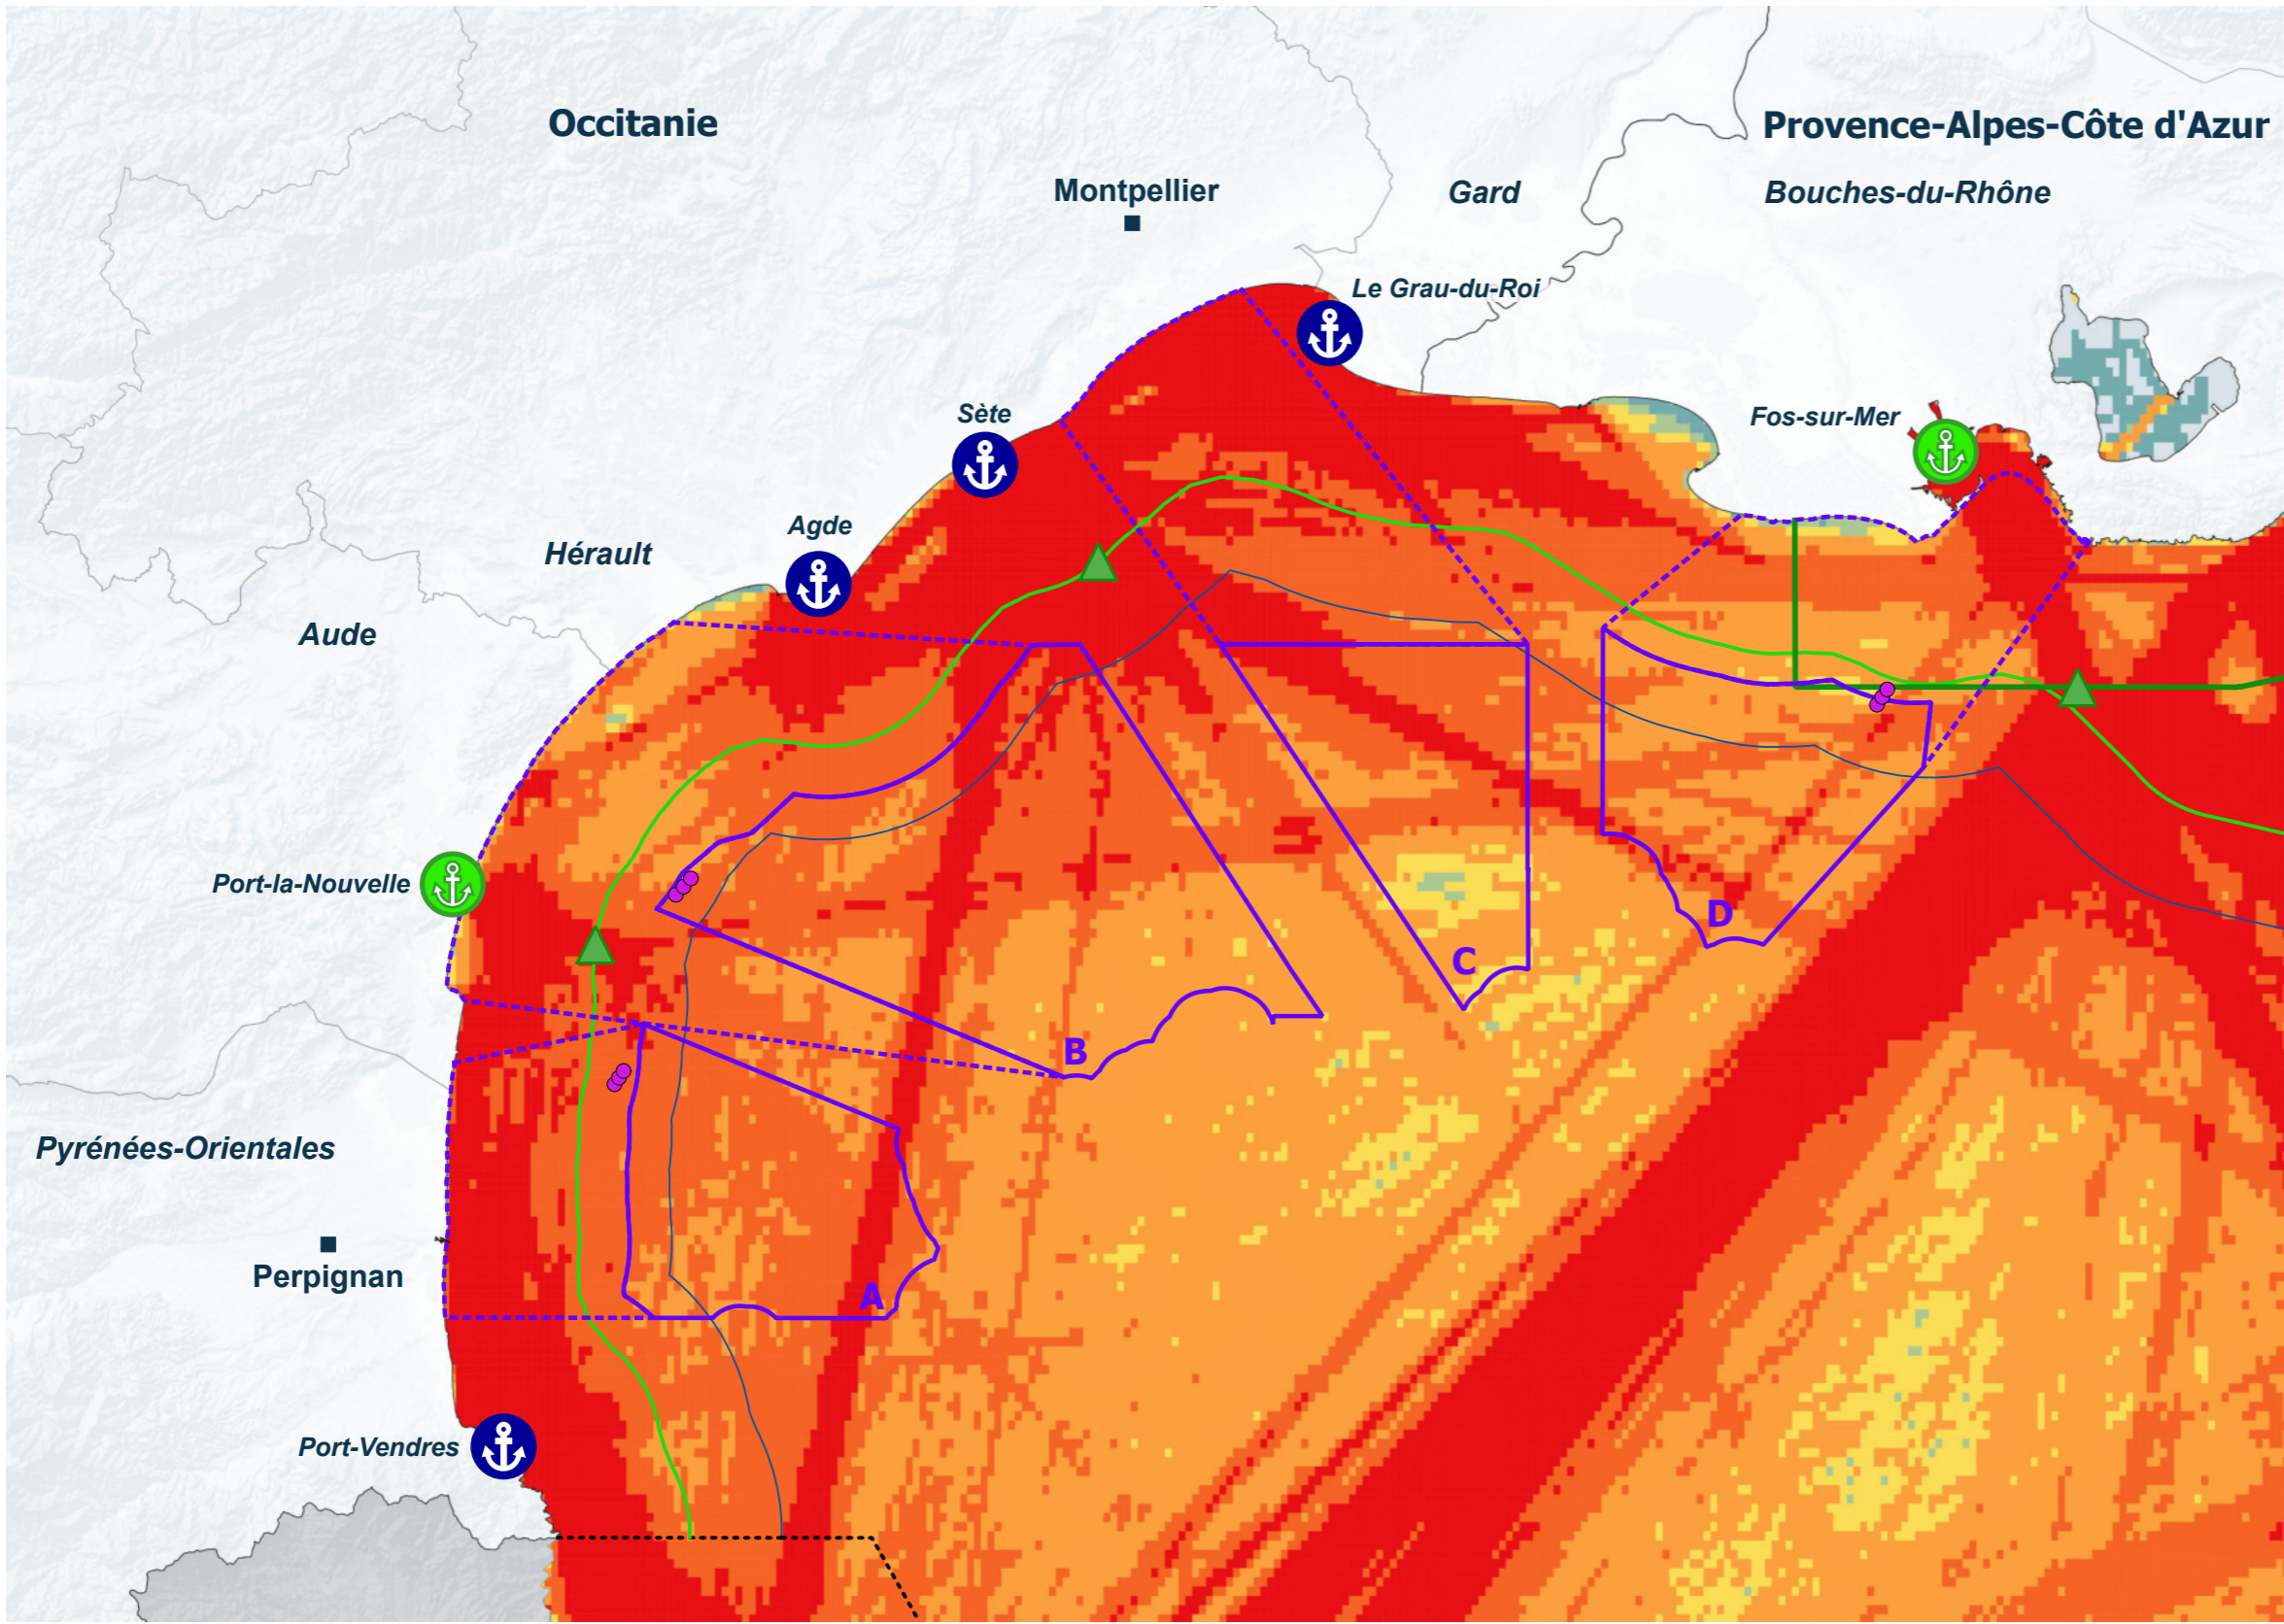 Occitanie
Provence-Alpes-Côte d'Azur
Montpellier
Gard
Bouches-du-Rhône
Le Grau-du-Roi
Sète
Fos-sur-Mer
Agde
Hérault
Aude
Port-la-Nouvelle
D
C
B
Pyrénées-Orientales
Perpignan
A
Port-Vendres